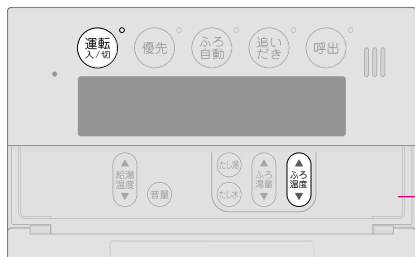 運転
入/切
優先
ふろ
自動
追い
だき
呼出
給湯
温度
音量
たし湯
たし水
ふろ
湯量
ふろ
温度